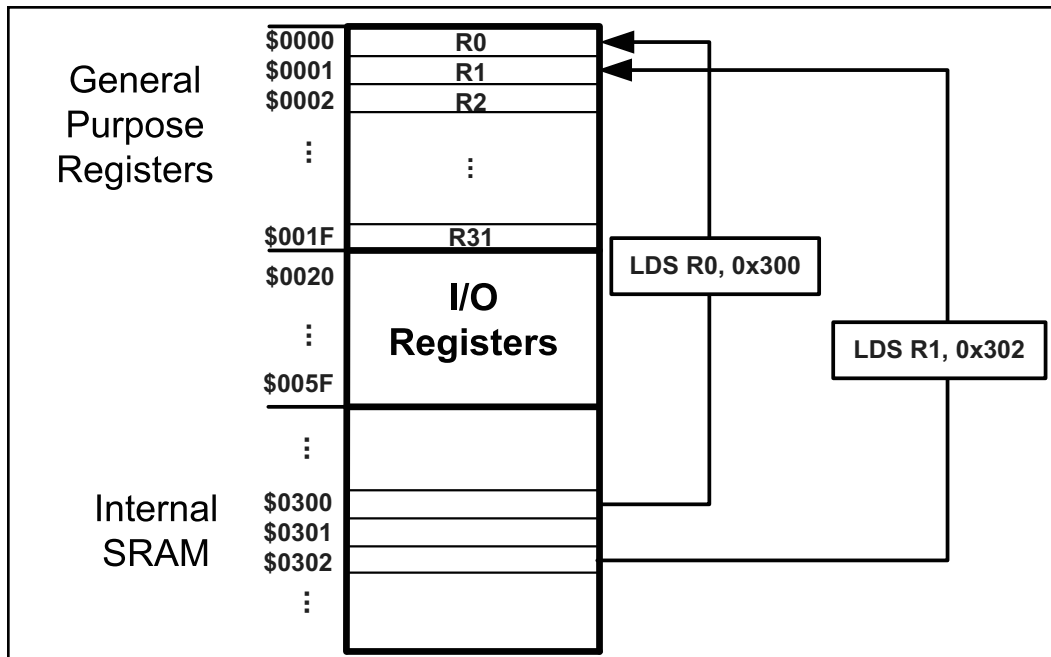 General
Purpose
Registers
$0000
R0
$0001
R1
$0002
R2
⋮
⋮
$001F
R31
$0020
⋮
$005F
I/O
Registers
LDS R0, 0x300
LDS R1, 0x302
Internal
SRAM
⋮
$0300
$0301
$0302
⋮